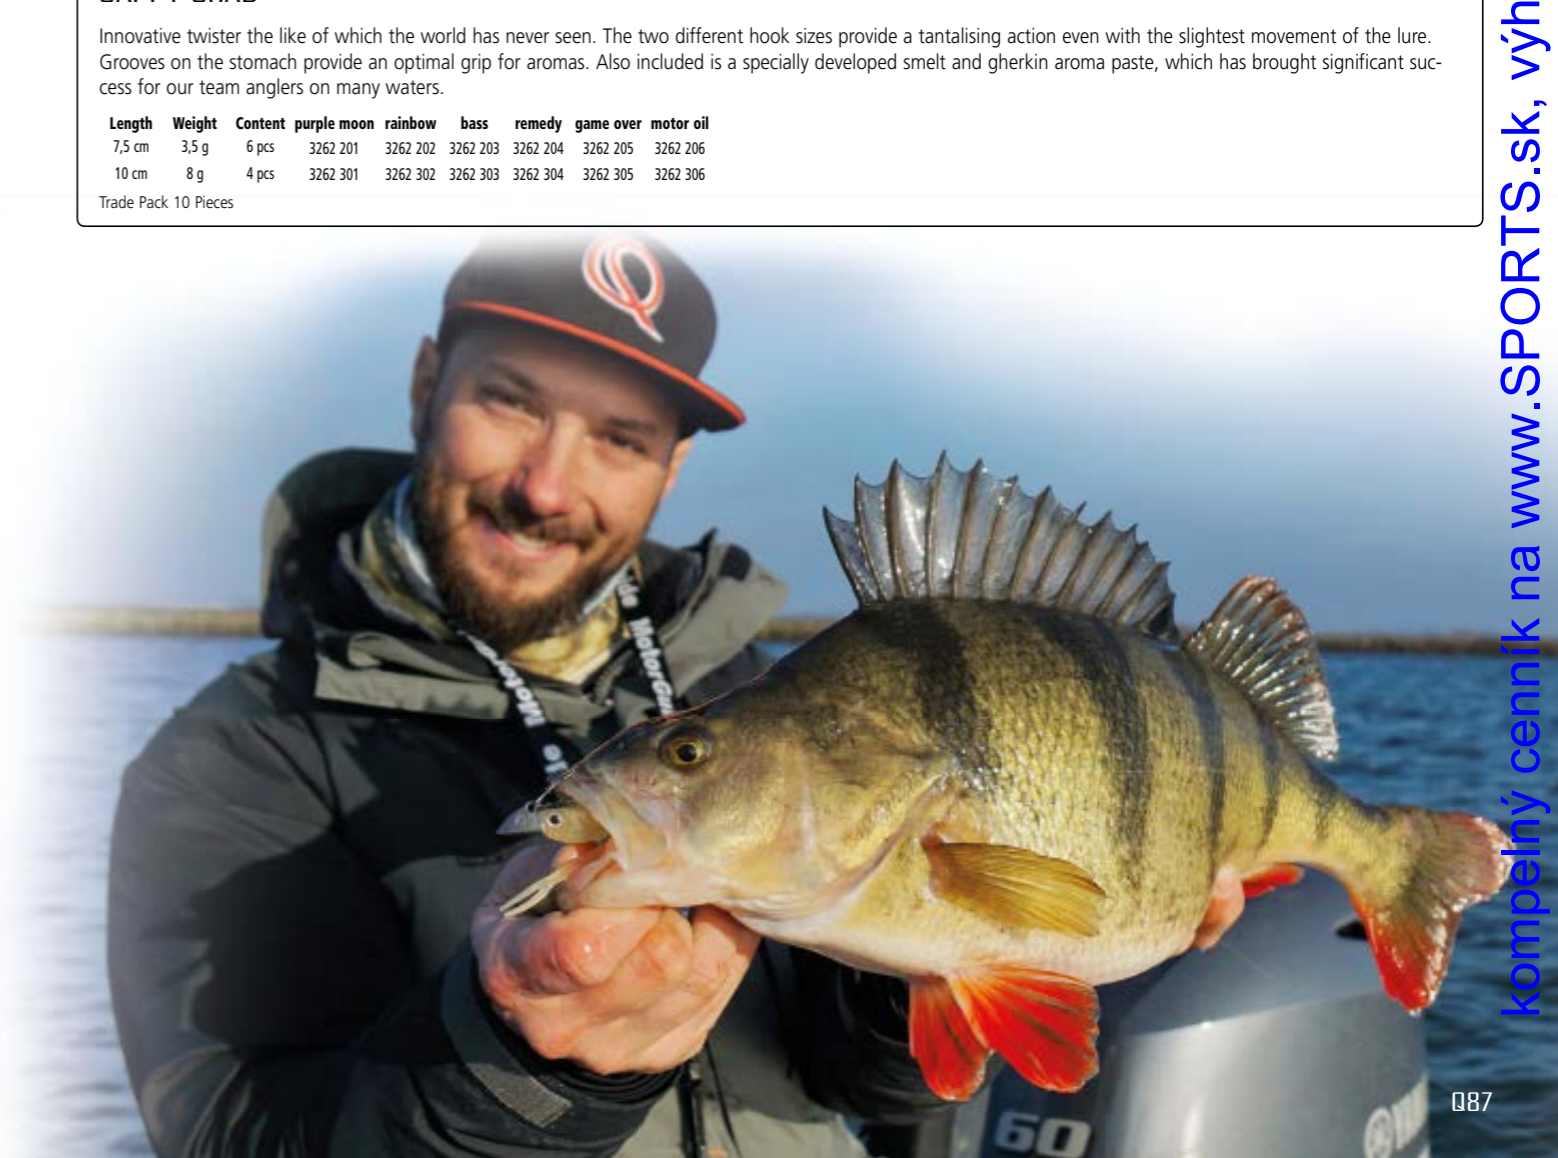 Innovative twister the like of which the world has never seen. The two different hook sizes provide a tantalising action even with the slightest movement of the lure.
Grooves on the stomach provide an optimal grip for aromas. Also included is a specially developed smelt and gherkin aroma paste, which has brought significant suc-
cess for our team anglers on many waters.
Length Weight Content purple moon rainbow bass remedy game over motor oil
7,5 cm 3,5 g 6 pcs 3262 201 3262 202 3262 203 3262 204 3262 205 3262 206
10 cm 8 g 4 pcs 3262 301 3262 302 3262 303 3262 304 3262 305 3262 306
Trade Pack 10 Pieces
kompelný cenník na www.SPORTS.sk, výh
60
Q87